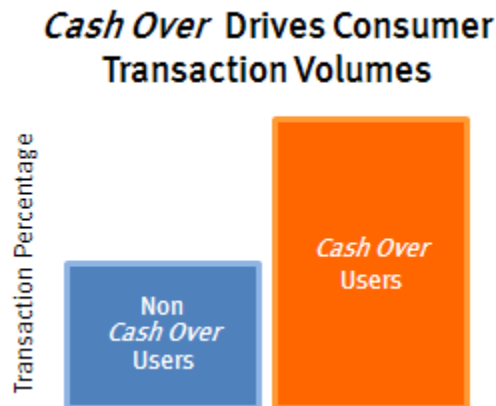 Cash Over Drives Consumer
Transaction Volumes
Transaction Percentage
Non
Cash Over
Users
Cash Over
Users